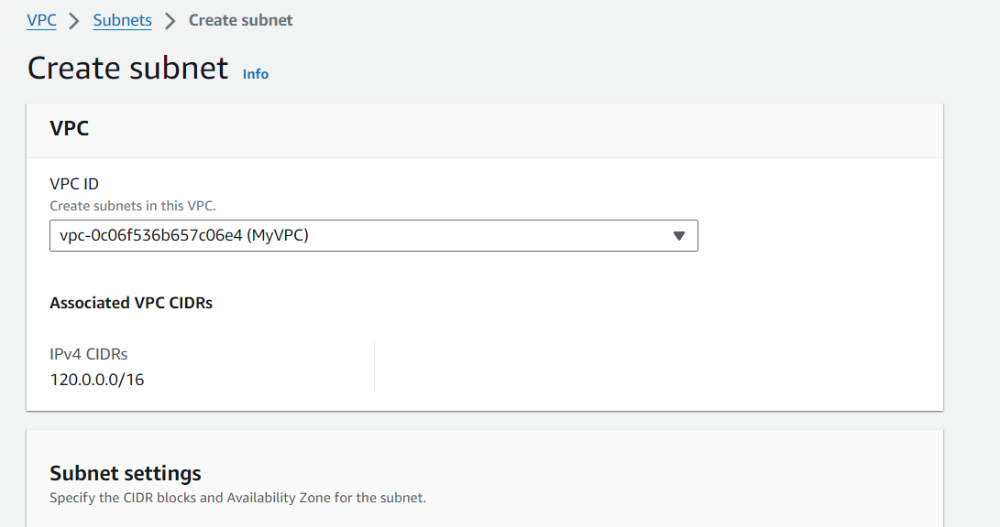 VPC > Subnets > Create subnet
Create subnet Info
VPC
VPC ID
Create subnets in this VPC.
vpc-0c06f536b657c06e4 (MyVPC)
Associated VPC CIDRs
IPv4 CIDRs
120.0.0.0/16
Subnet settings
Specify the CIDR blocks and Availability Zone for the subnet.